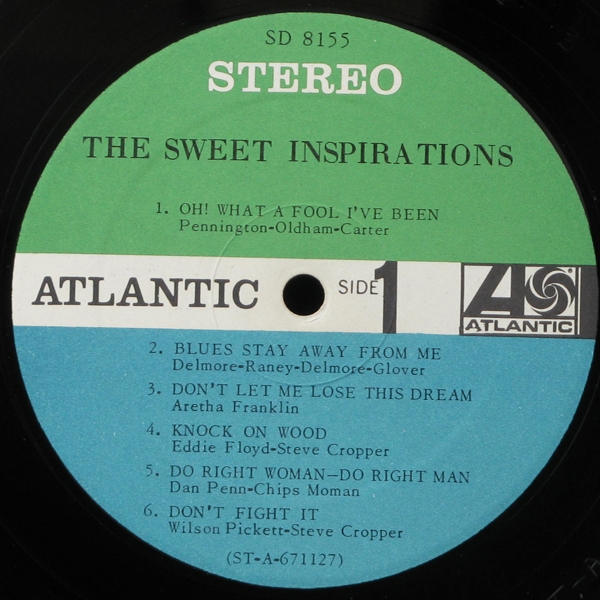 SD 8155
STEREO
THE SWEET INSPIRATIONS
1. OH! WHAT A FOOL I'VE BEEN
Pennington-Oldham-Carter
ATLANTIC
SIDE 1
ATLANTIC
2. BLUES STAY AWAY FROM ME
Delmore-Raney-Delmore-Glover
3. DON'T LET ME LOSE THIS DREAM
Aretha Franklin
4. KNOCK ON WOOD
Eddie Floyd-Steve Cropper
5. DO RIGHT WOMAN—DO RIGHT MAN
Dan Penn-Chips Moman
6. DON'T FIGHT IT
Wilson Pickett-Steve Cropper
(ST-A-671127)